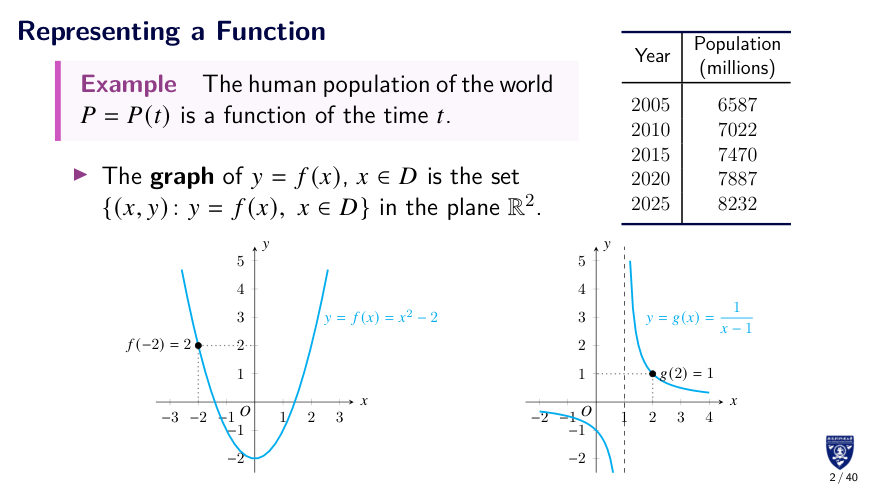 Representing a Function
Example The human population of the world
P = P(t) is a function of the time t.
Year Population (millions)
2005 6587
2010 7022
2015 7470
2020 7887
2025 8232
▶ The graph of y = f(x), x ∈ D is the set
{(x, y) : y = f(x), x ∈ D} in the plane ℝ².
y
5
4
3
2
1
−1
−2
−3 −2 −1 O 1 2 3 x
y = f(x) = x² − 2
f(−2) = 2
y
5
4
3
2
1
−1
−2
−2 −1 O 1 2 3 4 x
y = g(x) = 1/(x − 1)
g(2) = 1
2 / 40